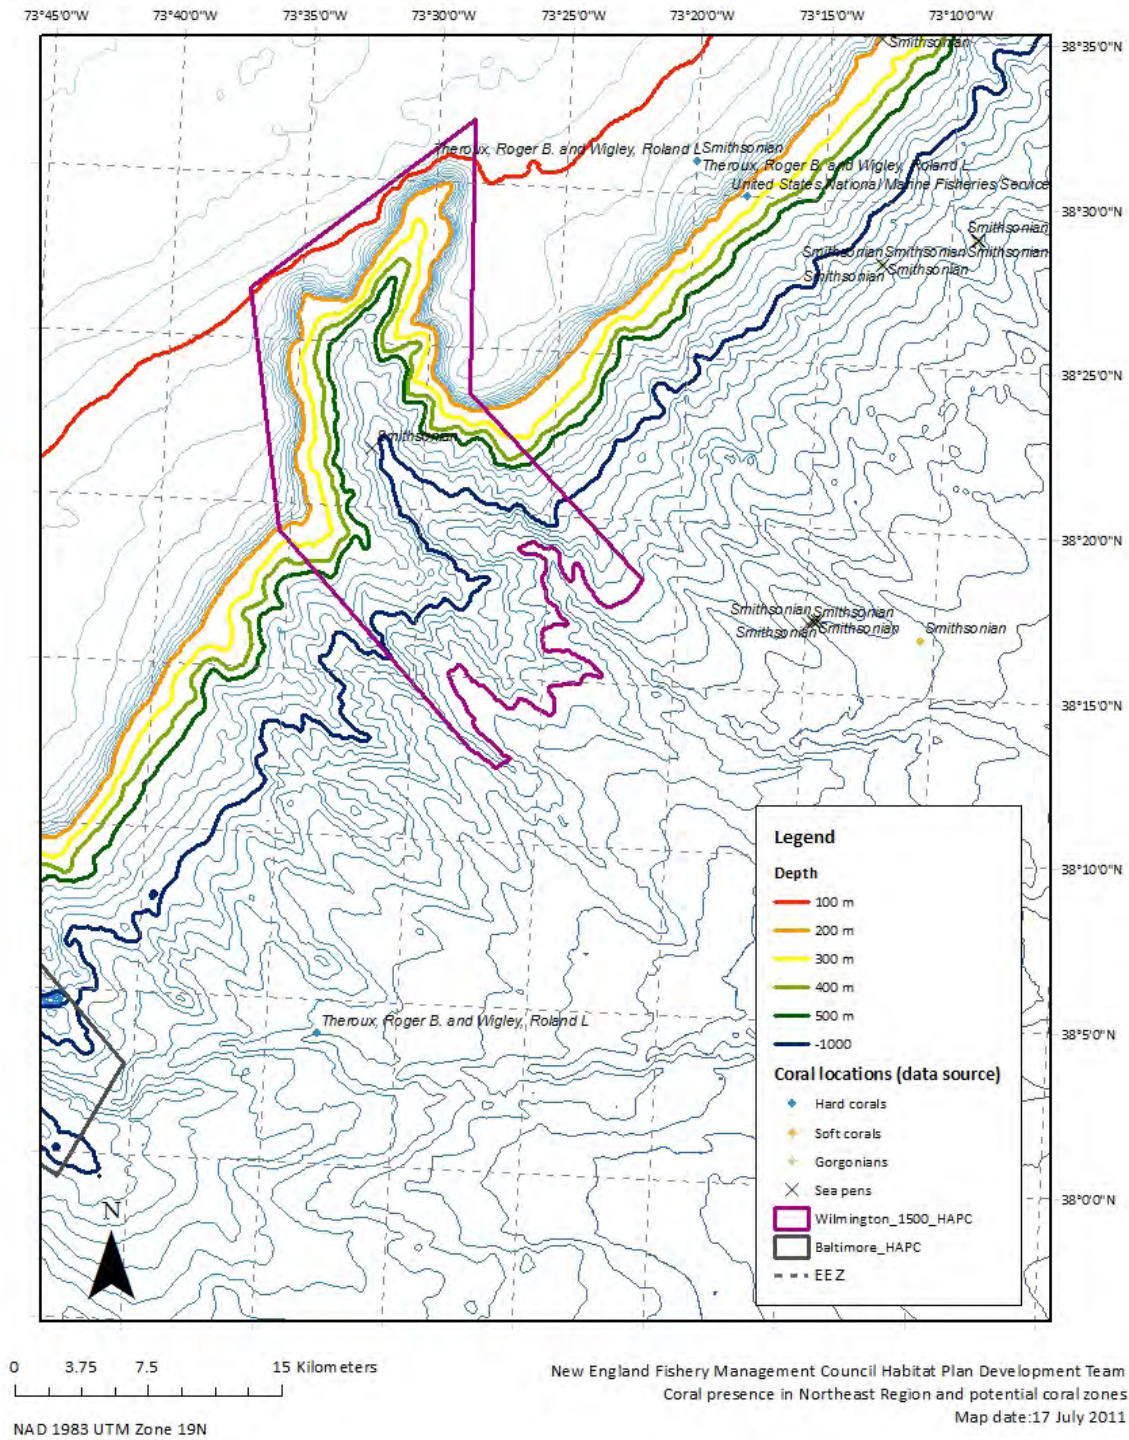 73°45'0"W 73°40'0"W 73°35'0"W 73°30'0"W 73°25'0"W 73°20'0"W 73°15'0"W 73°10'0"W
Smithsonian
38°35'0"N
Theroux, Roger B. and Wigley, Roland L
Smithsonian
Theroux, Roger B. and Wigley, Roland L
United States National Marine Fisheries Service
38°30'0"N
Smithsonian
Smithsonian Smithsonian Smithsonian
Smithsonian Smithsonian
38°25'0"N
Smithsonian
38°20'0"N
Smithsonian Smithsonian
Smithsonian Smithsonian Smithsonian
38°15'0"N
Legend
Depth
38°10'0"N
100 m
200 m
300 m
400 m
500 m
Theroux, Roger B. and Wigley, Roland L
38°5'0"N
-1000
Coral locations (data source)
Hard corals
Soft corals
Gorgonians
Sea pens
38°0'0"N
N
Wilmington_1500_HAPC
Baltimore_HAPC
EEZ
0 3.75 7.5 15 Kilometers
New England Fishery Management Council Habitat Plan Development Team
Coral presence in Northeast Region and potential coral zones
Map date:17 July 2011
NAD 1983 UTM Zone 19N